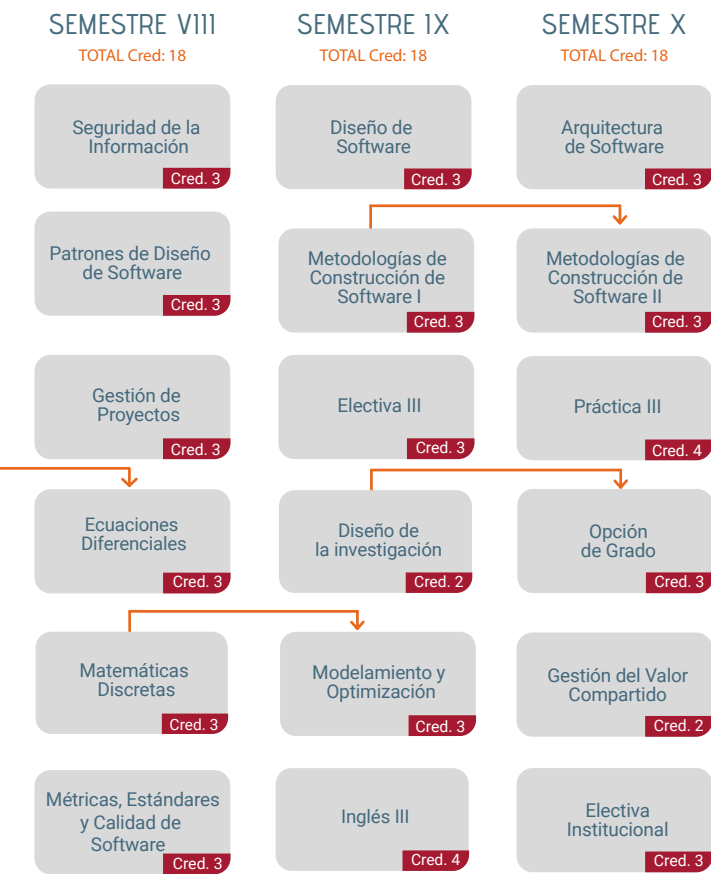 SEMESTRE VIII
TOTAL Cred: 18
Seguridad de la
Información
Cred. 3
Patrones de Diseño
de Software
Cred. 3
Gestión de
Proyectos
Cred. 3
Ecuaciones
Diferenciales
Cred. 3
Matemáticas
Discretas
Cred. 3
Métricas, Estándares
y Calidad de
Software
Cred. 3
SEMESTRE IX
TOTAL Cred: 18
Diseño de
Software
Cred. 3
Metodologías de
Construcción de
Software I
Cred. 3
Electiva III
Cred. 3
Diseño de
la investigación
Cred. 2
Modelamiento y
Optimización
Cred. 3
Inglés III
Cred. 4
SEMESTRE X
TOTAL Cred: 18
Arquitectura
de Software
Cred. 3
Metodologías de
Construcción de
Software II
Cred. 3
Práctica III
Cred. 4
Opción
de Grado
Cred. 3
Gestión del Valor
Compartido
Cred. 2
Electiva
Institucional
Cred. 3